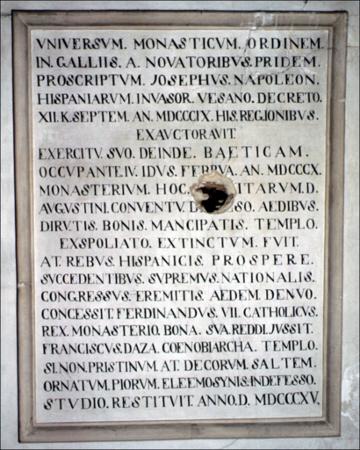 VNIVERSVM. MONASTICVM. ORDINEM.
IN. GALLIIS. A. NOVATORIBVS. PRIDEM.
PROSCRIPTVM. JOSEPHVS. NAPOLEON.
HISPANIARVM. INVASOR. VESANO. DECRETO.
XII. K. SEPTEM. AN. MDCCCIX. HIS. REGIONIBVS.
EXAVCTORAVIT.
EXERCITV. SVO. DEINDE. BAETICAM.
OCCVPANTE. IV. IDVS. AN. MDCCCX.
MONASTERIVM. HOC. ITARVM. D.
AVGVSTINI. CONVENTV. SO. AEDIBVS.
DIRVTIS. BONIS. MANCIPATIS. TEMPLO.
EXSPOLIATO. EXTINCTVM. FVIT.
AT. REBVS. HISPANICIS. PROSPERE.
SVCCEDENTIBVS. SVPREMVS. NATIONALIS.
CONGRESSVS. EREMITIS. AEDEM. DENVO.
CONCESSIT. FERDINANDVS. VII. CATHOLICVS.
REX. MONASTERIO. BONA. SVA. REDDI. JVSSIT.
FRANCISCVS. DAZA. COENOBIARCHA. TEMPLO.
SI. NON. PRISTINVM. AT. DECORVM. SALTEM.
ORNATVM. PIORVM. ELEEMOSYNIS. & INDEFESSO.
STVDIO. RESTITVIT. ANNO. D. MDCCCXV.